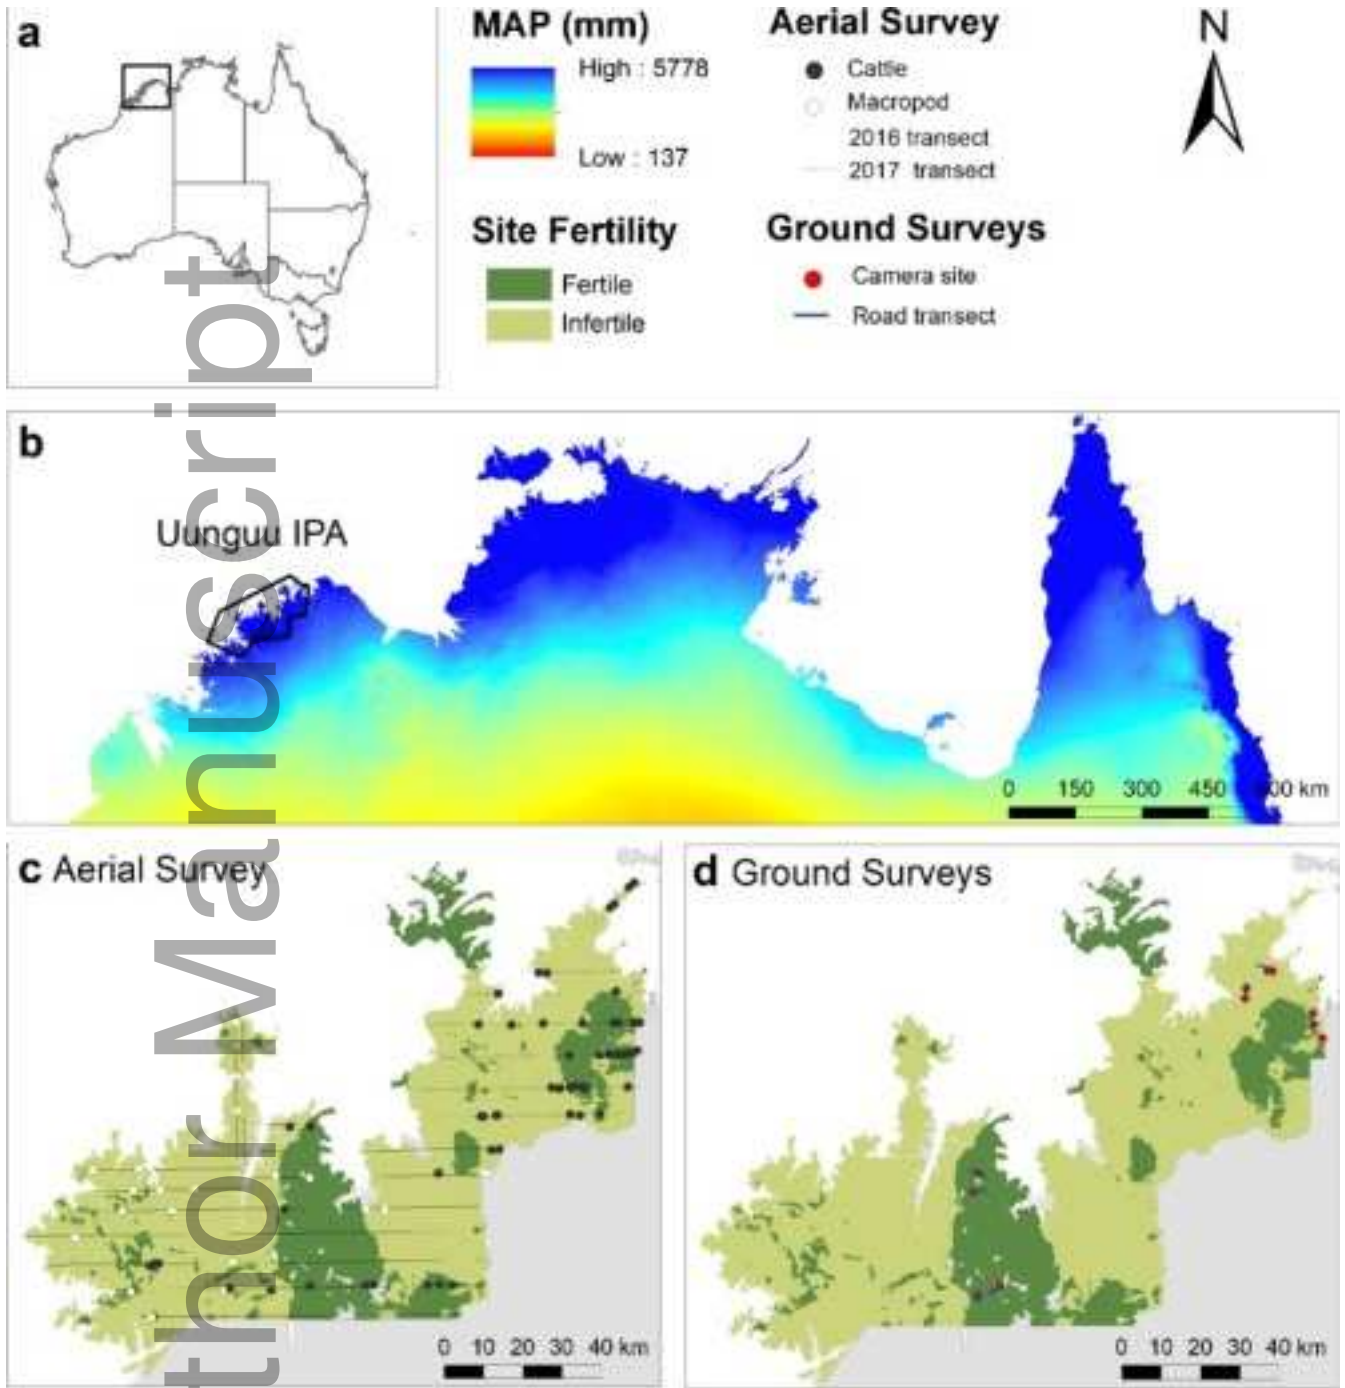 a
MAP (mm)
High : 5778
Low : 137
Site Fertility
Fertile
Infertile
Aerial Survey
Cattle
Macropod
2016 transect
2017 transect
Ground Surveys
Camera site
Road transect
N
b
Uunguu IPA
0 150 300 450 km
c Aerial Survey
0 10 20 30 40 km
d Ground Surveys
0 10 20 30 40 km
thor Manuscript